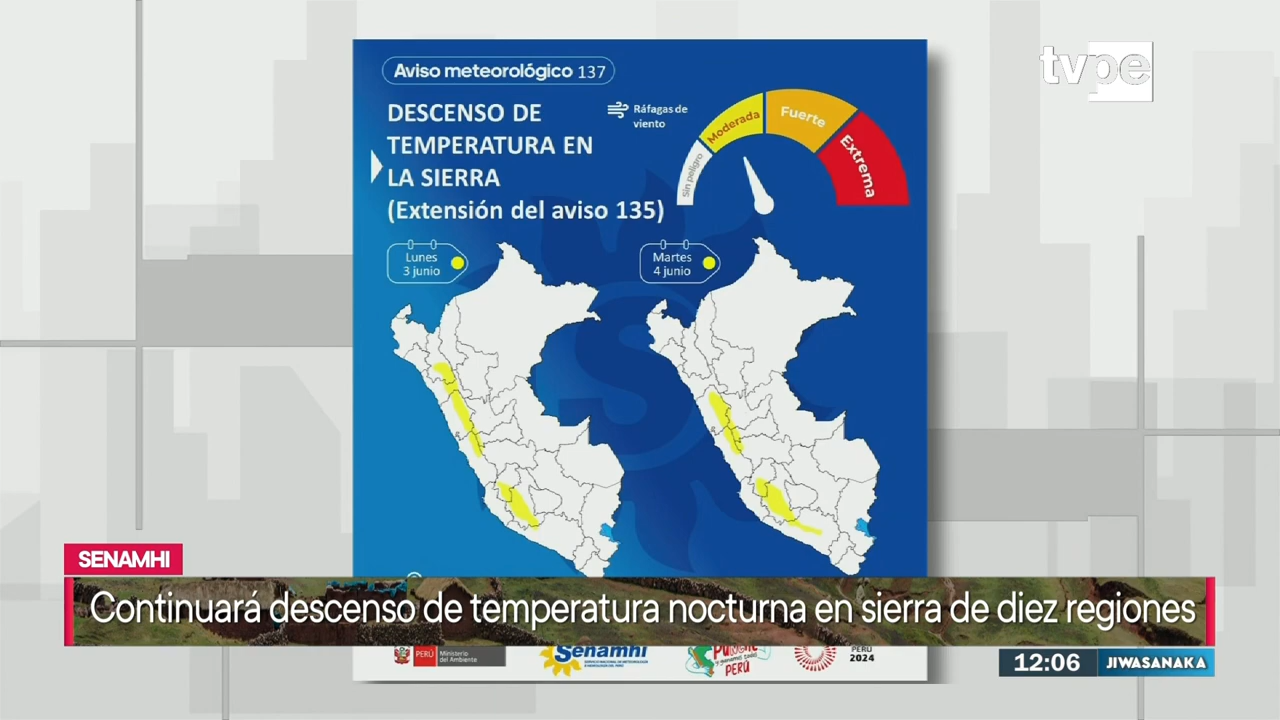 Aviso meteorológico 137
tvpe
DESCENSO DE
TEMPERATURA EN
LA SIERRA
(Extensión del aviso 135)
Ráfagas de
viento
Sin peligro
Moderada
Fuerte
Extrema
Lunes
3 junio
Martes
4 junio
SENAMHI
Continuará descenso de temperatura nocturna en sierra de diez regiones
PERÚ
Ministerio
del Ambiente
Senamhi
PERÚ
PERÚ
2024
12:06
JIWASANAKA